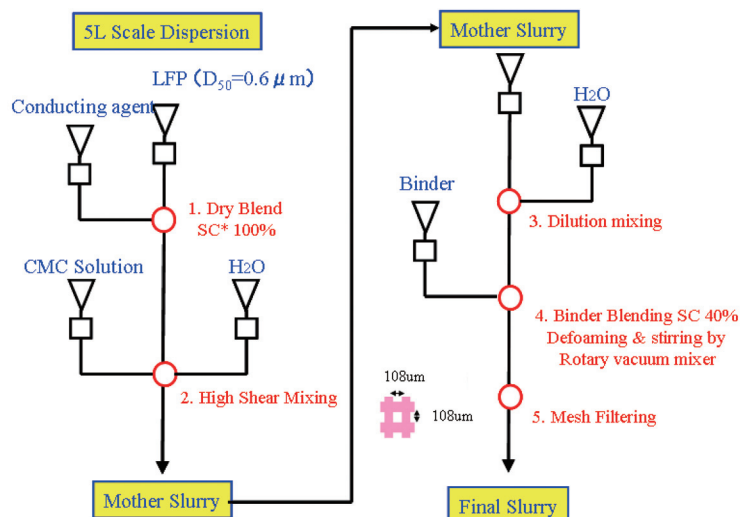 5L Scale Dispersion
LFP (D50=0.6μm)
Conducting agent
1. Dry Blend
SC* 100%
CMC Solution
H2O
2. High Shear Mixing
Mother Slurry
Mother Slurry
H2O
Binder
3. Dilution mixing
4. Binder Blending SC 40%
Defoaming & stirring by
Rotary vacuum mixer
108um
108um
5. Mesh Filtering
Final Slurry